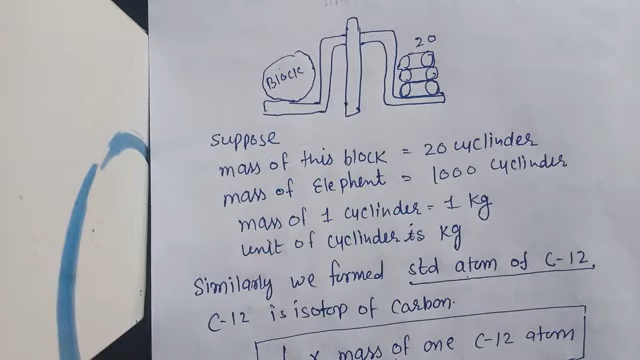 20
Block
suppose
mass of this block = 20 cyclinder
mass of Elephent = 1000 cyclinder
mass of 1 cyclinder = 1 kg
unit of cyclinder is kg
Similarly we formed std atom of C-12,
C-12 is isotop of carbon.
x mass of one C-12 atom